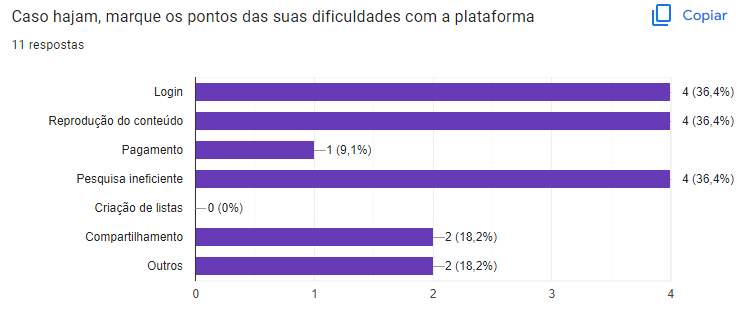 Caso hajam, marque os pontos das suas dificuldades com a plataforma
Copiar
11 respostas
Login
4 (36,4%)
Reprodução do conteúdo
4 (36,4%)
Pagamento
1 (9,1%)
Pesquisa ineficiente
4 (36,4%)
Criação de listas
0 (0%)
Compartilhamento
2 (18,2%)
Outros
2 (18,2%)
0 1 2 3 4